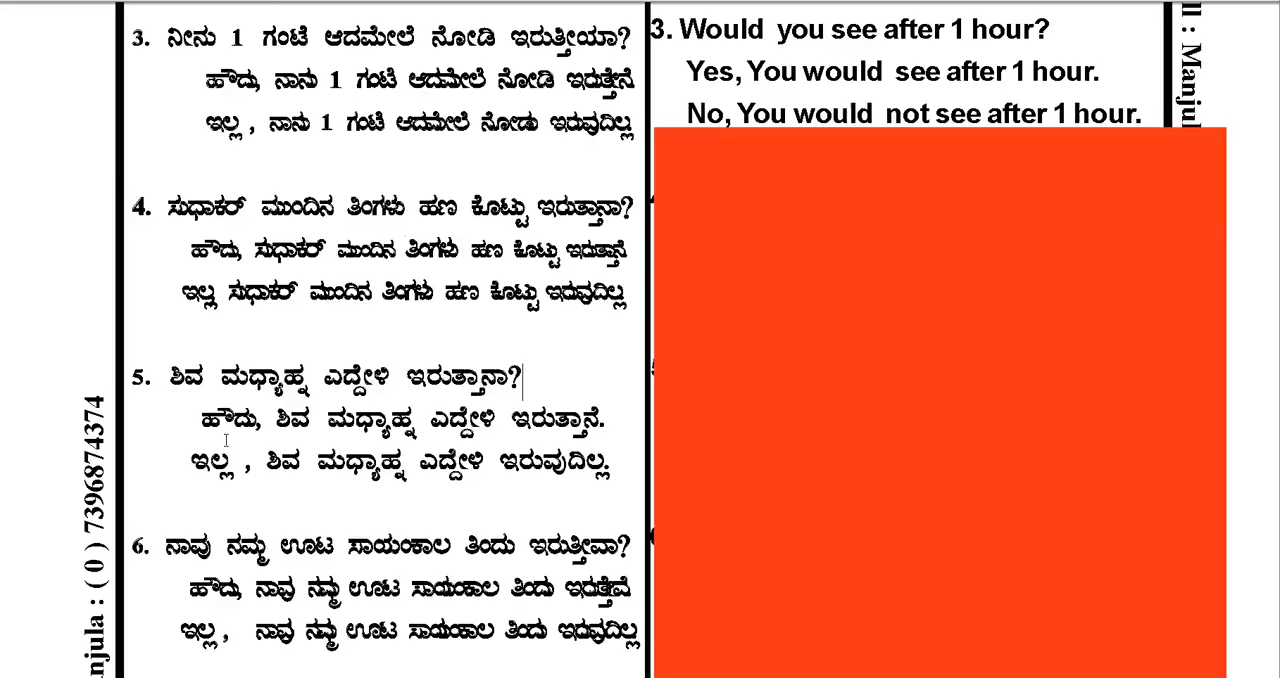 3. ನೀನು 1 ಗಂಟೆ ಆದಮೇಲೆ ನೋಡಿ ಇರುತ್ತೀಯಾ?
ಹೌದು, ನಾನು 1 ಗಂಟೆ ಆದಮೇಲೆ ನೋಡಿ ಇರುತ್ತೇನೆ
ಇಲ್ಲ, ನಾನು 1 ಗಂಟೆ ಆದಮೇಲೆ ನೋಡು ಇರುವುದಿಲ್ಲ
4. ಸುಧಾಕರ್ ಮುಂದಿನ ತಿಂಗಳು ಹಣ ಕೊಟ್ಟು ಇರುತ್ತಾನಾ?
ಹೌದು, ಸುಧಾಕರ್ ಮುಂದಿನ ತಿಂಗಳು ಹಣ ಕೊಟ್ಟು ಇರುತ್ತಾನೆ
ಇಲ್ಲ ಸುಧಾಕರ್ ಮುಂದಿನ ತಿಂಗಳು ಹಣ ಕೊಟ್ಟು ಇರುವುದಿಲ್ಲ
5. ಶಿವ ಮಧ್ಯಾಹ್ನ ಎದ್ದೇಳಿ ಇರುತ್ತಾನಾ?
ಹೌದು, ಶಿವ ಮಧ್ಯಾಹ್ನ ಎದ್ದೇಳಿ ಇರುತ್ತಾನೆ.
ಇಲ್ಲ, ಶಿವ ಮಧ್ಯಾಹ್ನ ಎದ್ದೇಳಿ ಇರುವುದಿಲ್ಲ.
6. ನಾವು ನಮ್ಮ ಊಟ ಸಾಯಂಕಾಲ ತಿಂದು ಇರುತ್ತೀವಾ?
ಹೌದು, ನಾವು ನಮ್ಮ ಊಟ ಸಾಯಂಕಾಲ ತಿಂದು ಇರುತ್ತೆವೆ
ಇಲ್ಲ, ನಾವು ನಮ್ಮ ಊಟ ಸಾಯಂಕಾಲ ತಿಂದು ಇರುವುದಿಲ್ಲ
3. Would you see after 1 hour?
Yes, You would see after 1 hour.
No, You would not see after 1 hour.
: ( 0 ) 7396874374